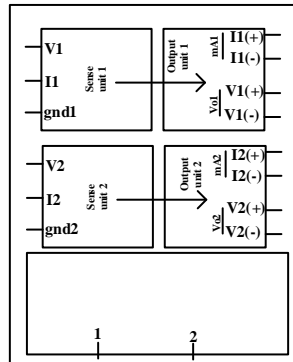 V1
I1
gnd1
Sense
unit 1
Output
unit 1
mA1
I1(+)
I1(-)
Vo1
V1(+)
V1(-)
V2
I2
gnd2
Sense
unit 2
Output
unit 2
mA2
I2(+)
I2(-)
Vo2
V2(+)
V2(-)
1
2